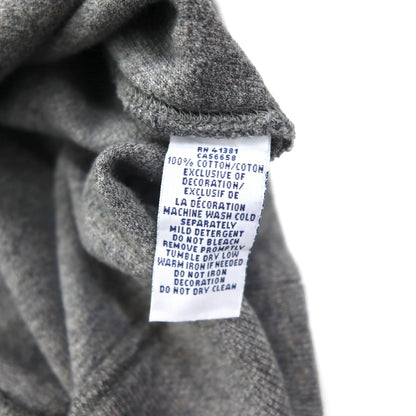 RN 41381
CA56658
100% COTTON/COTON
EXCLUSIVE OF
DECORATION/
EXCLUSIF DE
LA DÉCORATION
MACHINE WASH COLD
SEPARATELY
MILD DETERGENT
DO NOT BLEACH
REMOVE PROMPTLY
TUMBLE DRY LOW
WARM IRON IF NEEDED
DO NOT IRON
DECORATION
DO NOT DRY CLEAN